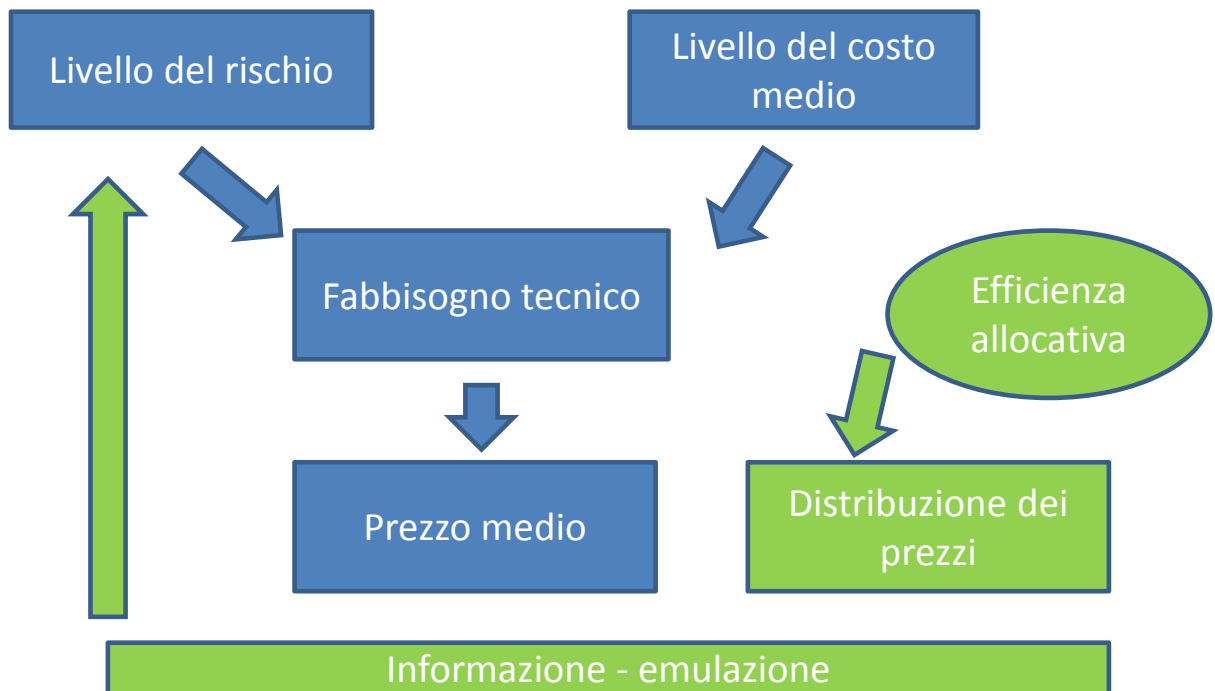 Livello del rischio
Livello del costo
medio
Fabbisogno tecnico
Efficienza
allocativa
Prezzo medio
Distribuzione dei
prezzi
Informazione - emulazione